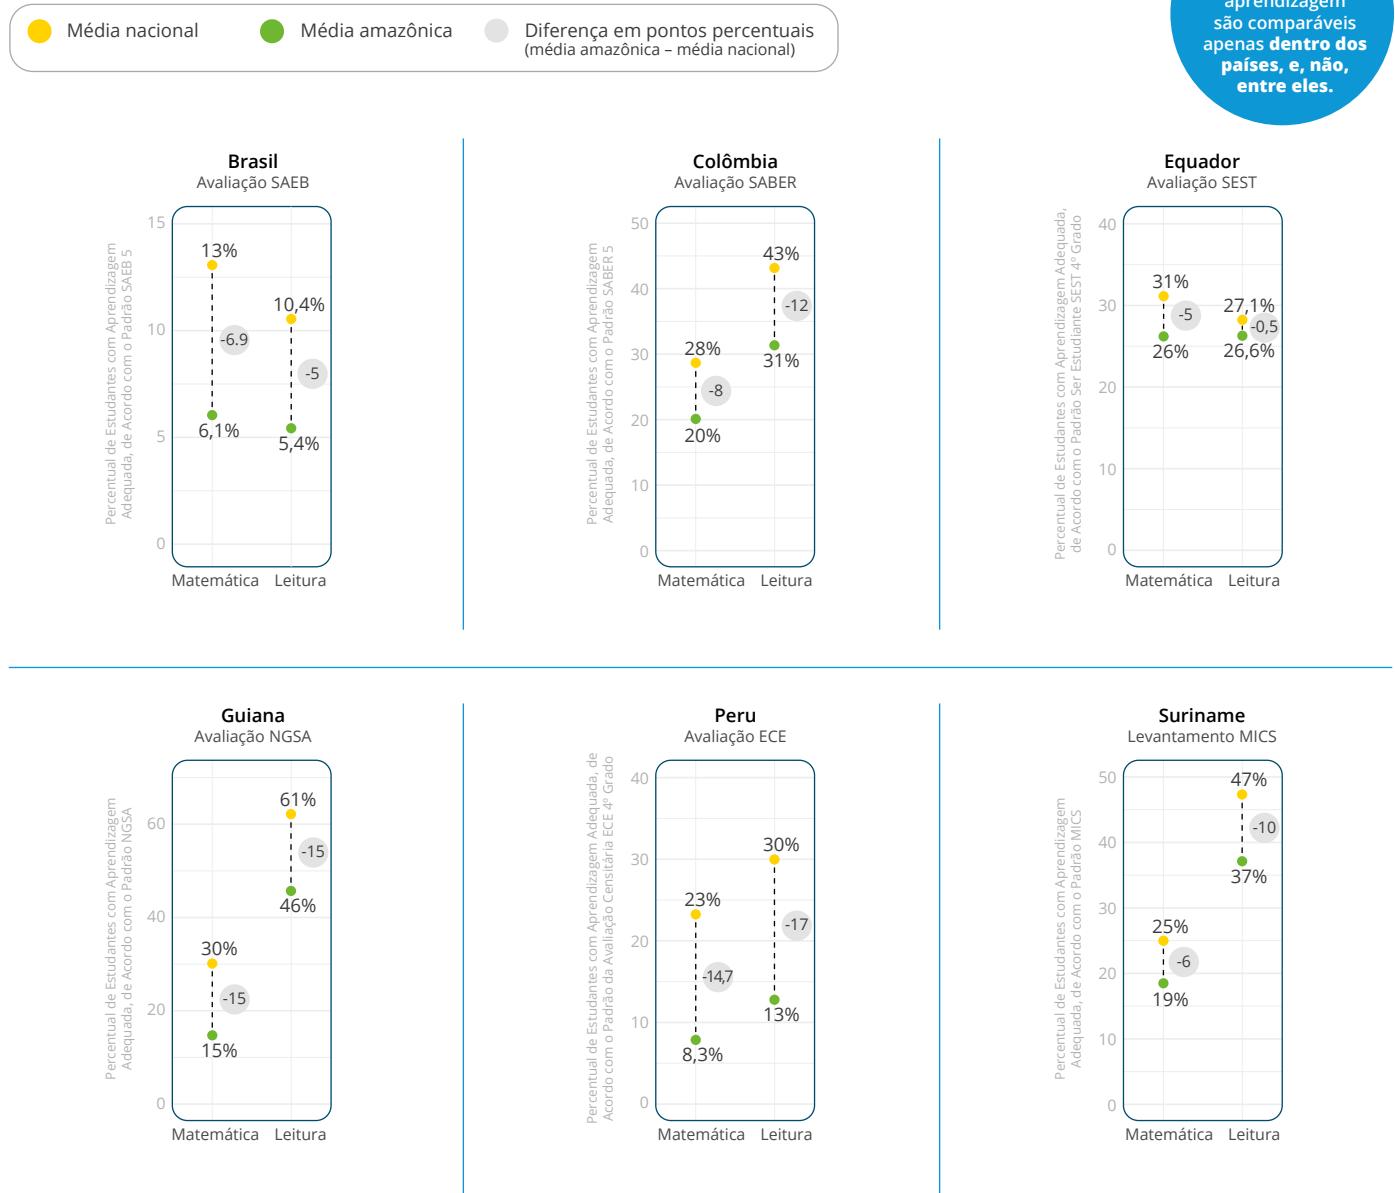 Média nacional
Média amazônica
Diferença em pontos percentuais
(média amazônica – média nacional)
aprendizagem
são comparáveis
apenas dentro dos
países, e, não,
entre eles.
Brasil
Avaliação SAEB
Percentual de Estudantes com Aprendizagem
Adequada, de Acordo com o Padrão SAEB 5
15
10
5
0
13%
-6.9
6,1%
10,4%
-5
5,4%
Matemática Leitura
Colômbia
Avaliação SABER
Percentual de Estudantes com Aprendizagem
Adequada, de Acordo com o Padrão SABER 5
50
40
30
20
10
0
28%
-8
20%
43%
-12
31%
Matemática Leitura
Equador
Avaliação SEST
Percentual de Estudantes com Aprendizagem Adequada,
de Acordo com o Padrão Ser Estudiante SEST 4º Grado
40
30
20
10
0
31%
-5
26%
27,1%
-0,5
26,6%
Matemática Leitura
Guiana
Avaliação NGSA
Percentual de Estudantes com Aprendizagem
Adequada, de Acordo com o Padrão NGSA
60
40
20
0
30%
-15
15%
61%
-15
46%
Matemática Leitura
Peru
Avaliação ECE
Percentual de Estudantes com Aprendizagem Adequada, de
Acordo com o Padrão da Avaliação Censitária ECE 4º Grado
40
30
20
10
0
23%
-14,7
8,3%
30%
-17
13%
Matemática Leitura
Suriname
Levantamento MICS
Percentual de Estudantes com Aprendizagem
Adequada, de Acordo com o Padrão MICS
50
40
30
20
10
0
25%
-6
19%
47%
-10
37%
Matemática Leitura